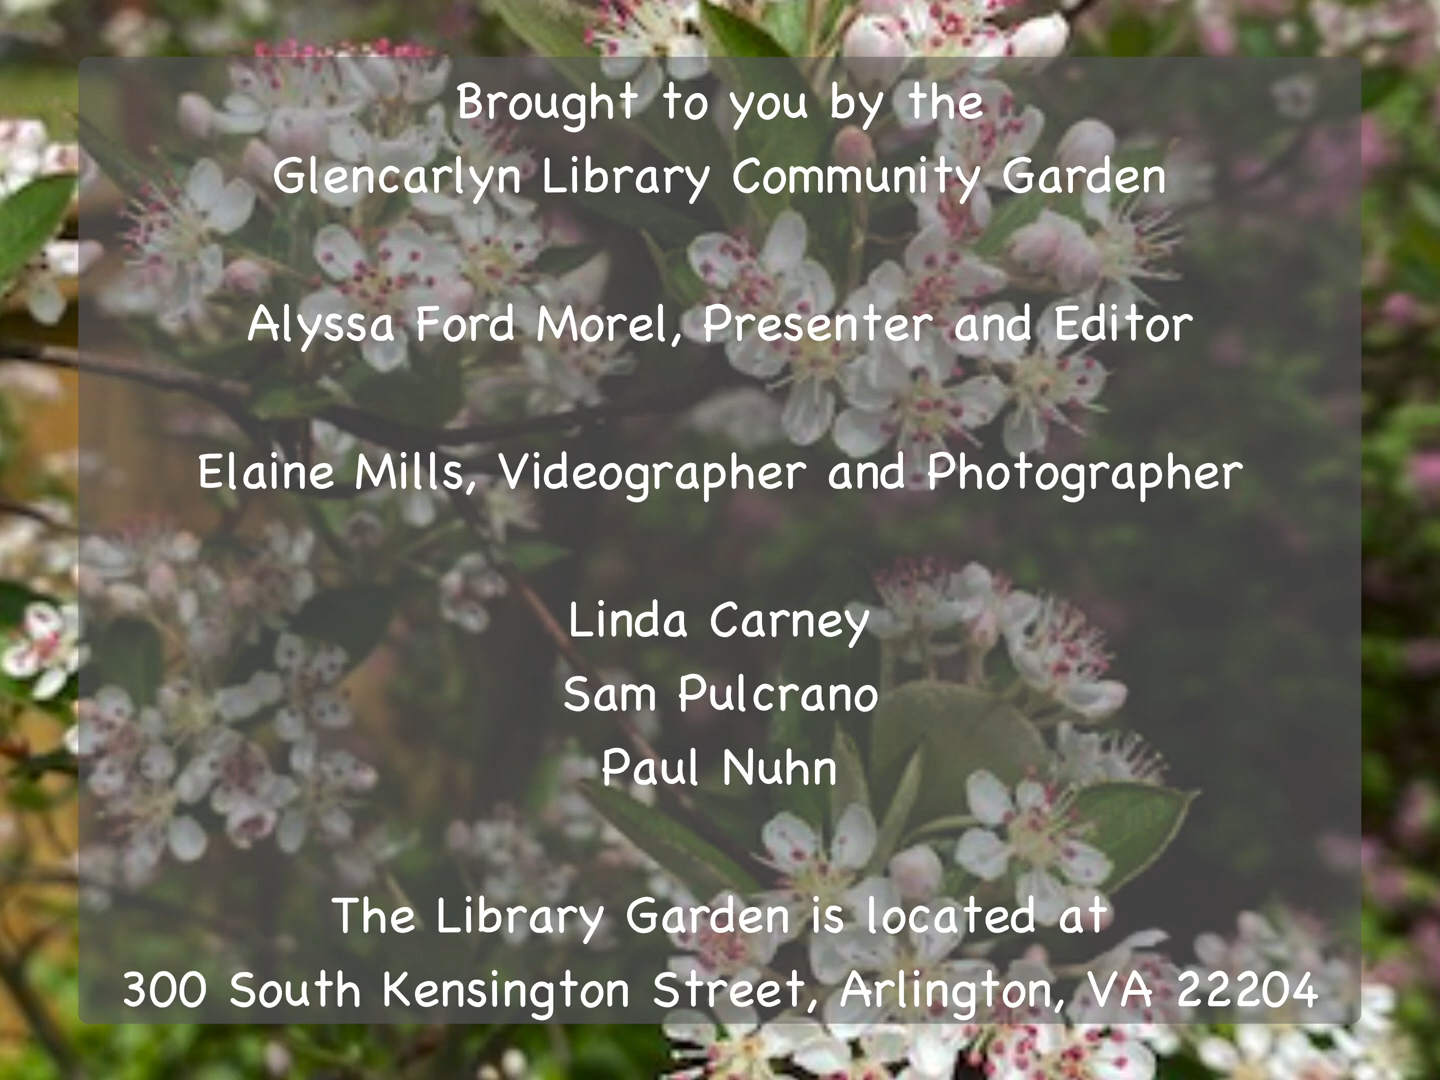 Brought to you by the
Glencarlyn Library Community Garden
Alyssa Ford Morel, Presenter and Editor
Elaine Mills, Videographer and Photographer
Linda Carney
Sam Pulcrano
Paul Nuhn
The Library Garden is located at
300 South Kensington Street, Arlington, VA 22204